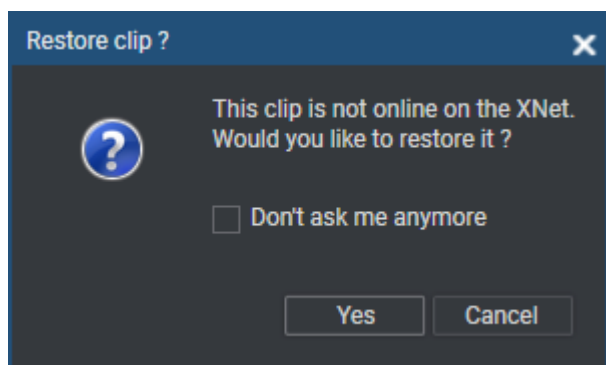 Restore clip ?
This clip is not online on the XNet.
Would you like to restore it ?
Don't ask me anymore
Yes
Cancel